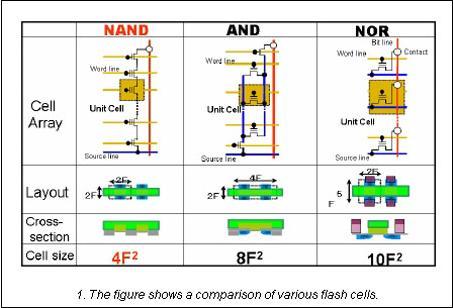 NAND AND NOR
Cell
Array
Word line
Unit Cell
Source line
Word line
Unit Cell
Source line
Bit line
Word line
Contact
Unit Cell
Source line
Layout
2F
2F
4F
2F
2F
5
F
Cross-
section
Cell size 4F² 8F² 10F²
1. The figure shows a comparison of various flash cells.